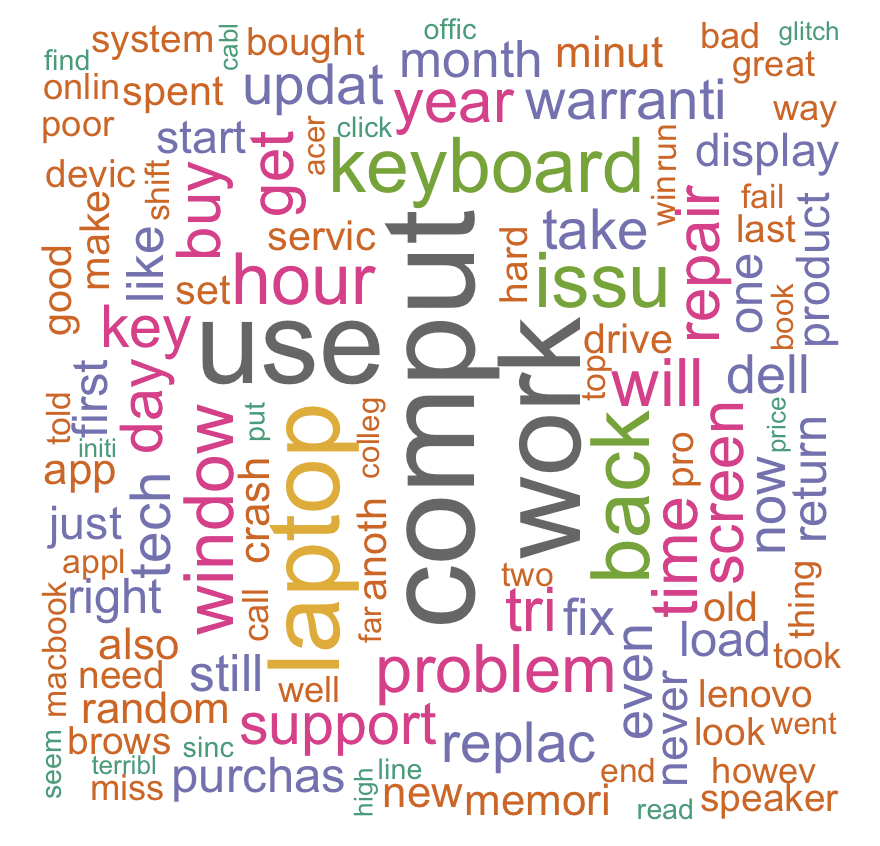 system
cabl
bought
offic
bad
glitch
find
month
minut
great
onlin
spent
updat
year
warranti
way
poor
start
get
acer
click
keyboard
win
run
display
devic
shift
buy
like
make
good
servic
set
hour
comput
hard
take
issu
repair
fail
last
one
book
product
key
use
work
drive
top
will
dell
first
day
told
initi
put
colleg
laptop
window
crash
back
pro
screen
price
now
return
app
just
tech
anoth
time
appl
right
call
far
two
tri
fix
old
thing
macbook
also
need
still
well
problem
even
load
took
random
brows
sinc
support
replac
never
lenovo
look
went
seem
terribl
miss
purchas
high
line
new
memori
end
howev
read
speaker